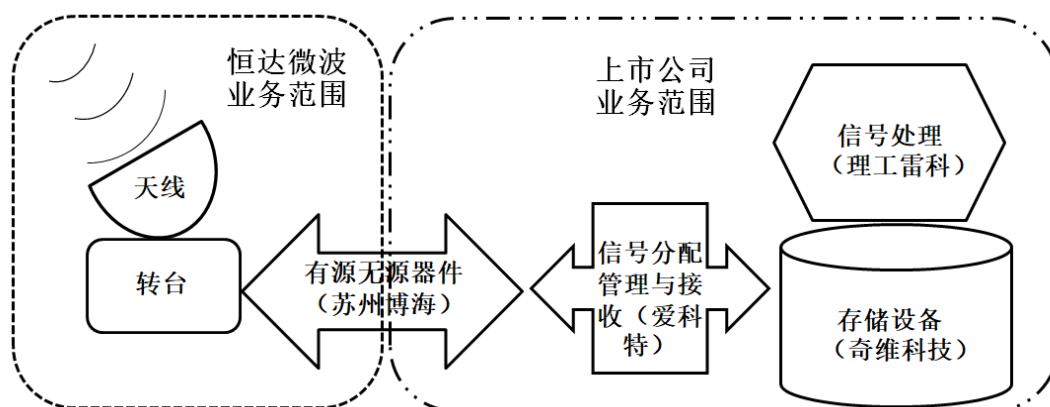 恒达微波
业务范围
天线
转台
有源无源器件
（苏州博海）
上市公司
业务范围
信号分配
管理与接
收（爱科
特）
信号处理
（理工雷科）
存储设备
（奇维科技）